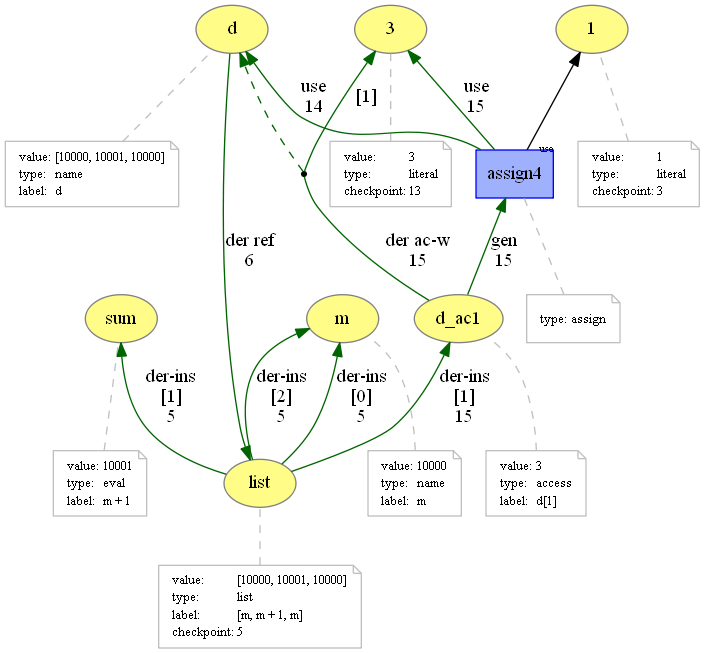 d
3
1
use
14
[1]
use
15
use
value: [10000, 10001, 10000]
type: name
label: d
value: 3
type: literal
checkpoint: 13
assign4
value: 1
type: literal
checkpoint: 3
der ref
6
der ac-w
15
gen
15
sum
m
d_ac1
type: assign
der-ins
[1]
5
der-ins
[2]
5
der-ins
[0]
5
der-ins
[1]
15
value: 10001
type: eval
label: m + 1
list
value: 10000
type: name
label: m
value: 3
type: access
label: d[1]
value: [10000, 10001, 10000]
type: list
label: [m, m + 1, m]
checkpoint: 5